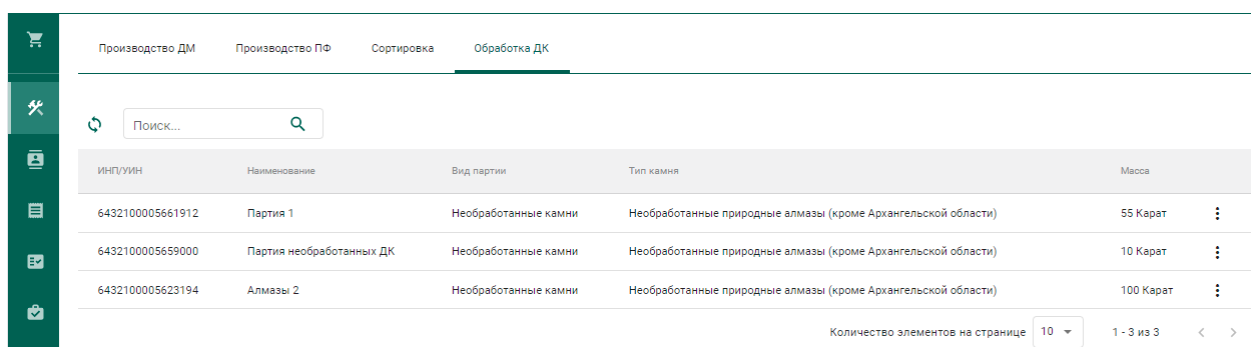 Производство ДМ Производство ПФ Сортировка Обработка ДК
Поиск...
ИНП/УИН Наименование Вид партии Тип камня Масса
6432100005661912 Партия 1 Необработанные камни Необработанные природные алмазы (кроме Архангельской области) 55 Карат
6432100005659000 Партия необработанных ДК Необработанные камни Необработанные природные алмазы (кроме Архангельской области) 10 Карат
6432100005623194 Алмазы 2 Необработанные камни Необработанные природные алмазы (кроме Архангельской области) 100 Карат
Количество элементов на странице 10 1 - 3 из 3